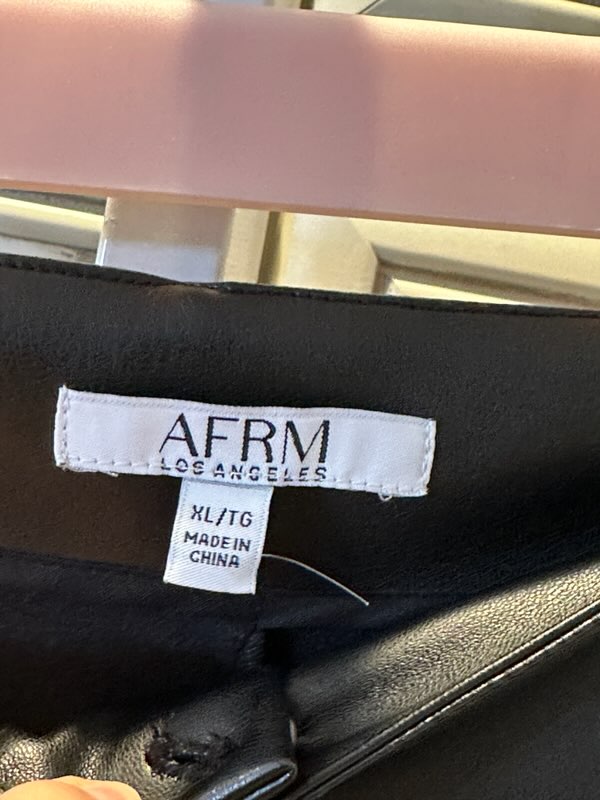 AFRM
LOS ANGELES
XL/TG
MADE IN
CHINA